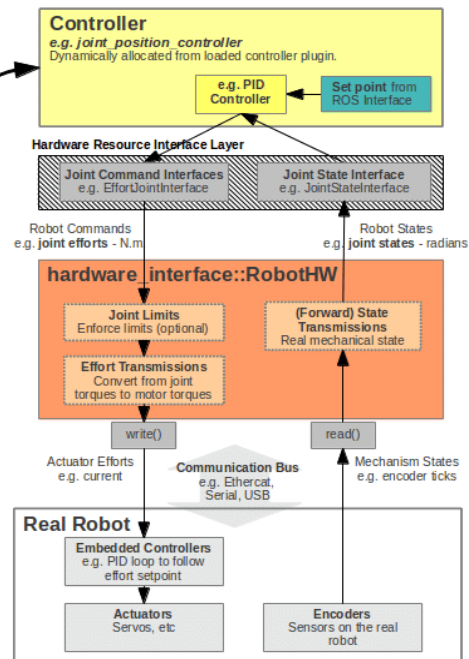 Controller
e.g. joint_position_controller
Dynamically allocated from loaded controller plugin.
e.g. PID
Controller
Set point from
ROS Interface
Hardware Resource Interface Layer
Joint Command Interfaces
e.g. EffortJointInterface
Joint State Interface
e.g. JointStateInterface
Robot Commands
e.g. joint efforts - N.m
Robot States
e.g. joint states - radians
hardware_interface::RobotHW
Joint Limits
Enforce limits (optional)
(Forward) State
Transmissions
Real mechanical state
Effort Transmissions
Convert from joint
torques to motor torques
write()
read()
Actuator Efforts
e.g. current
Communication Bus
e.g. Ethercat,
Serial, USB
Mechanism States
e.g. encoder ticks
Real Robot
Embedded Controllers
e.g. PID loop to follow
effort setpoint
Actuators
Servos, etc
Encoders
Sensors on the real
robot